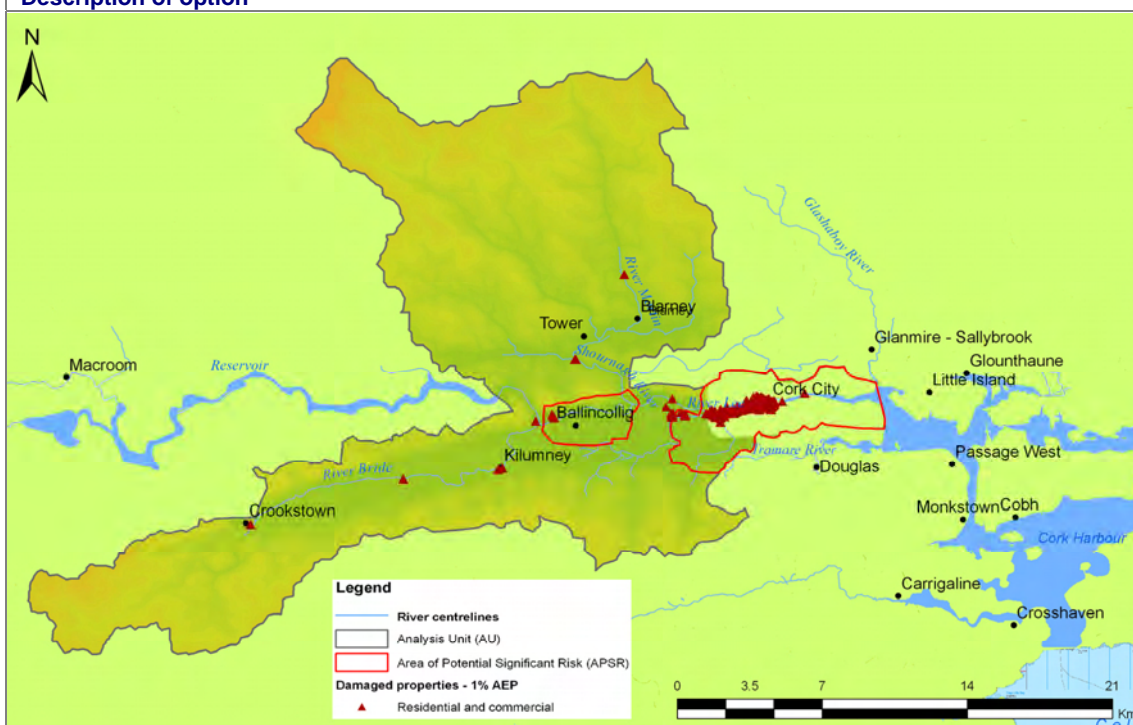 Description of option
N
Glashaboy River
River Martin
Blarney
Blarney
Tower
Shournagh River
Glanmire - Sallybrook
Glounthaune
Little Island
Macroom
Reservoir
Cork City
River Lee
Ballincollig
Tramore River
Passage West
Douglas
Kilumney
River Bride
Crookstown
Monkstown
Cobh
Cork Harbour
Carrigaline
Crosshaven
Legend
River centrelines
Analysis Unit (AU)
Area of Potential Significant Risk (APSR)
Damaged properties - 1% AEP
Residential and commercial
0 3.5 7 14 21
Km